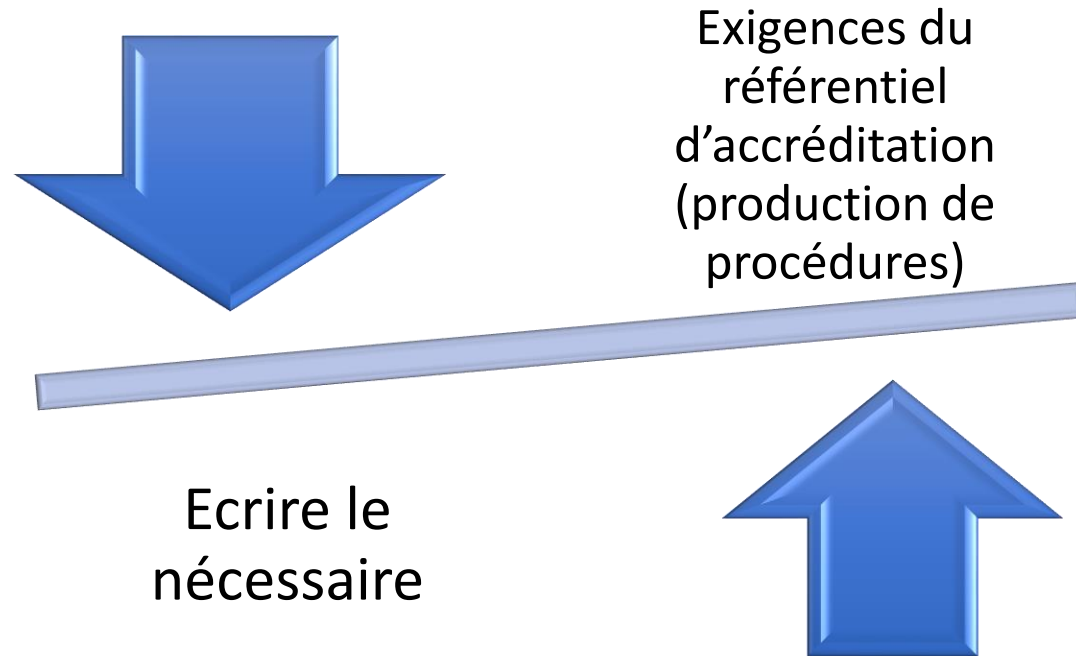 Exigences du
référentiel
d’accréditation
(production de
procédures)
Ecrire le
nécessaire